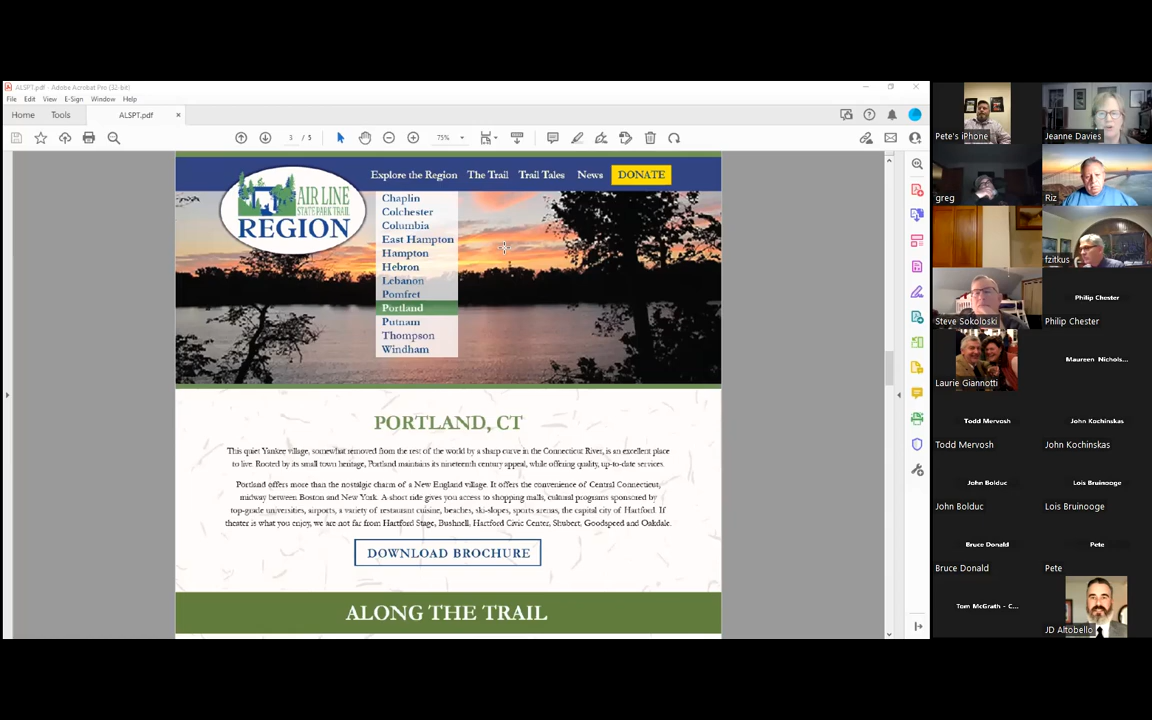 ALSPT.pdf - Adobe Acrobat Pro (32-bit)
File Edit View E-Sign Window Help
Home Tools ALSPT.pdf ×
3 / 5 75%
Explore the Region The Trail Trail Tales News DONATE
AIR LINE
STATE PARK TRAIL
REGION
Chaplin
Colchester
Columbia
East Hampton
Hampton
Hebron
Lebanon
Pomfret
Portland
Putnam
Thompson
Windham
PORTLAND, CT
This quiet Yankee village, somewhat removed from the rest of the world by a sharp curve in the Connecticut River, is an excellent place
to live. Rooted by its small town heritage, Portland maintains its nineteenth century appeal, while offering quality, up-to-date services.
Portland offers more than the nostalgic charm of a New England village. It offers the convenience of Central Connecticut,
midway between Boston and New York. A short ride gives you access to shopping malls, cultural programs sponsored by
top-grade universities, airports, a variety of restaurant cuisine, beaches, ski-slopes, sports arenas, the capital city of Hartford. If
theater is what you enjoy, we are not far from Hartford Stage, Bushnell, Hartford Civic Center, Shubert, Goodspeed and Oakdale.
DOWNLOAD BROCHURE
ALONG THE TRAIL
Pete's iPhone
Jeanne Davies
greg
Riz
fzitkus
Steve Sokoloski
Philip Chester
Philip Chester
Laurie Giannotti
Maureen Nichols...
Todd Mervosh
Todd Mervosh
John Kochinskas
John Kochinskas
John Bolduc
John Bolduc
Lois Bruinooge
Lois Bruinooge
Bruce Donald
Bruce Donald
Pete
Pete
Tom McGrath - C...
JD Altobello